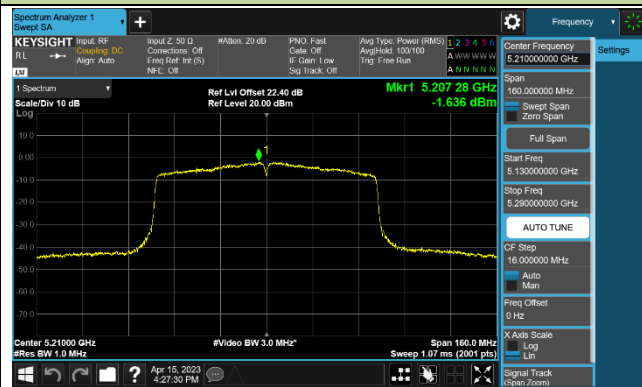 Spectrum Analyzer 1
Swept SA
+
Frequency
KEYSIGHT
RL
LXI
Input: RF
Coupling: DC
Align: Auto
Input Z: 50 Ω
Corrections: Off
Freq Ref: Int (S)
NFE: Off
#Atten: 20 dB
PNO: Fast
Gate: Off
IF Gain: Low
Sig Track: Off
Avg Type: Power (RMS)
Avg|Hold: 100/100
Trig: Free Run
1 2 3 4 5 6
A W W W W W
A N N N N N
1 Spectrum
Scale/Div 10 dB
Log
Ref Lvl Offset 22.40 dB
Ref Level 20.00 dBm
Mkr1 5.207 28 GHz
-1.636 dBm
1
10.0
0.00
-10.0
-20.0
-30.0
-40.0
-50.0
-60.0
-70.0
Center 5.21000 GHz
#Res BW 1.0 MHz
#Video BW 3.0 MHz*
Span 160.0 MHz
Sweep 1.07 ms (2001 pts)
Apr 15, 2023
4:27:30 PM
Center Frequency
5.210000000 GHz
Span
160.000000 MHz
Swept Span
Zero Span
Full Span
Start Freq
5.130000000 GHz
Stop Freq
5.290000000 GHz
AUTO TUNE
CF Step
16.000000 MHz
Auto
Man
Freq Offset
0 Hz
X Axis Scale
Log
Lin
Signal Track
(Span Zoom)
Settings